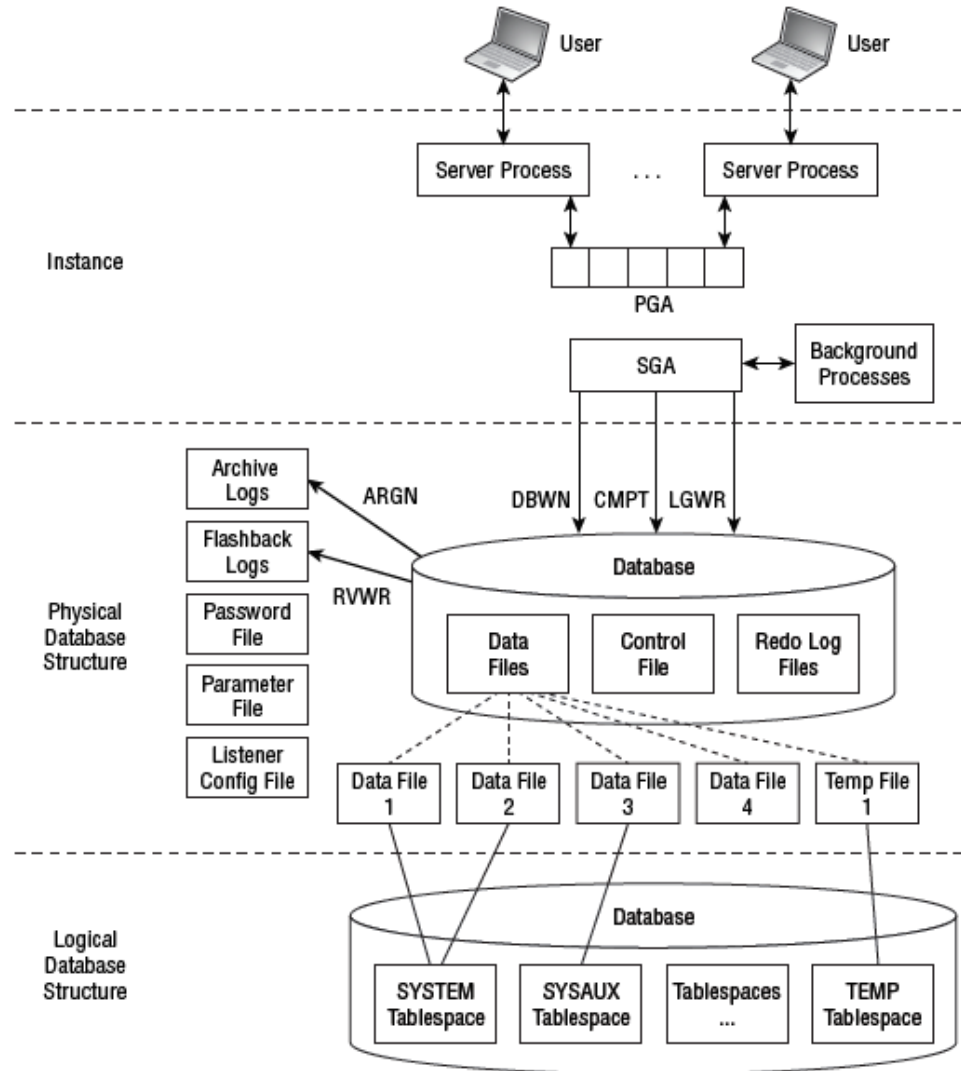 User
User
Server Process
...
Server Process
Instance
PGA
SGA
Background
Processes
Archive
Logs
ARGN
DBWN
CMPT
LGWR
Flashback
Logs
RVWR
Database
Physical
Database
Structure
Password
File
Data
Files
Control
File
Redo Log
Files
Parameter
File
Listener
Config File
Data File
1
Data File
2
Data File
3
Data File
4
Temp File
1
Database
Logical
Database
Structure
SYSTEM
Tablespace
SYSAUX
Tablespace
Tablespaces
...
TEMP
Tablespace